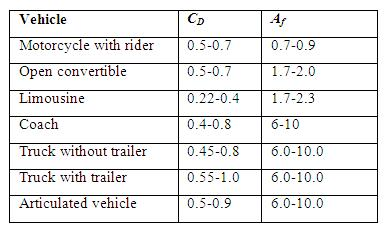 Vehicle C_D A_f
Motorcycle with rider 0.5-0.7 0.7-0.9
Open convertible 0.5-0.7 1.7-2.0
Limousine 0.22-0.4 1.7-2.3
Coach 0.4-0.8 6-10
Truck without trailer 0.45-0.8 6.0-10.0
Truck with trailer 0.55-1.0 6.0-10.0
Articulated vehicle 0.5-0.9 6.0-10.0